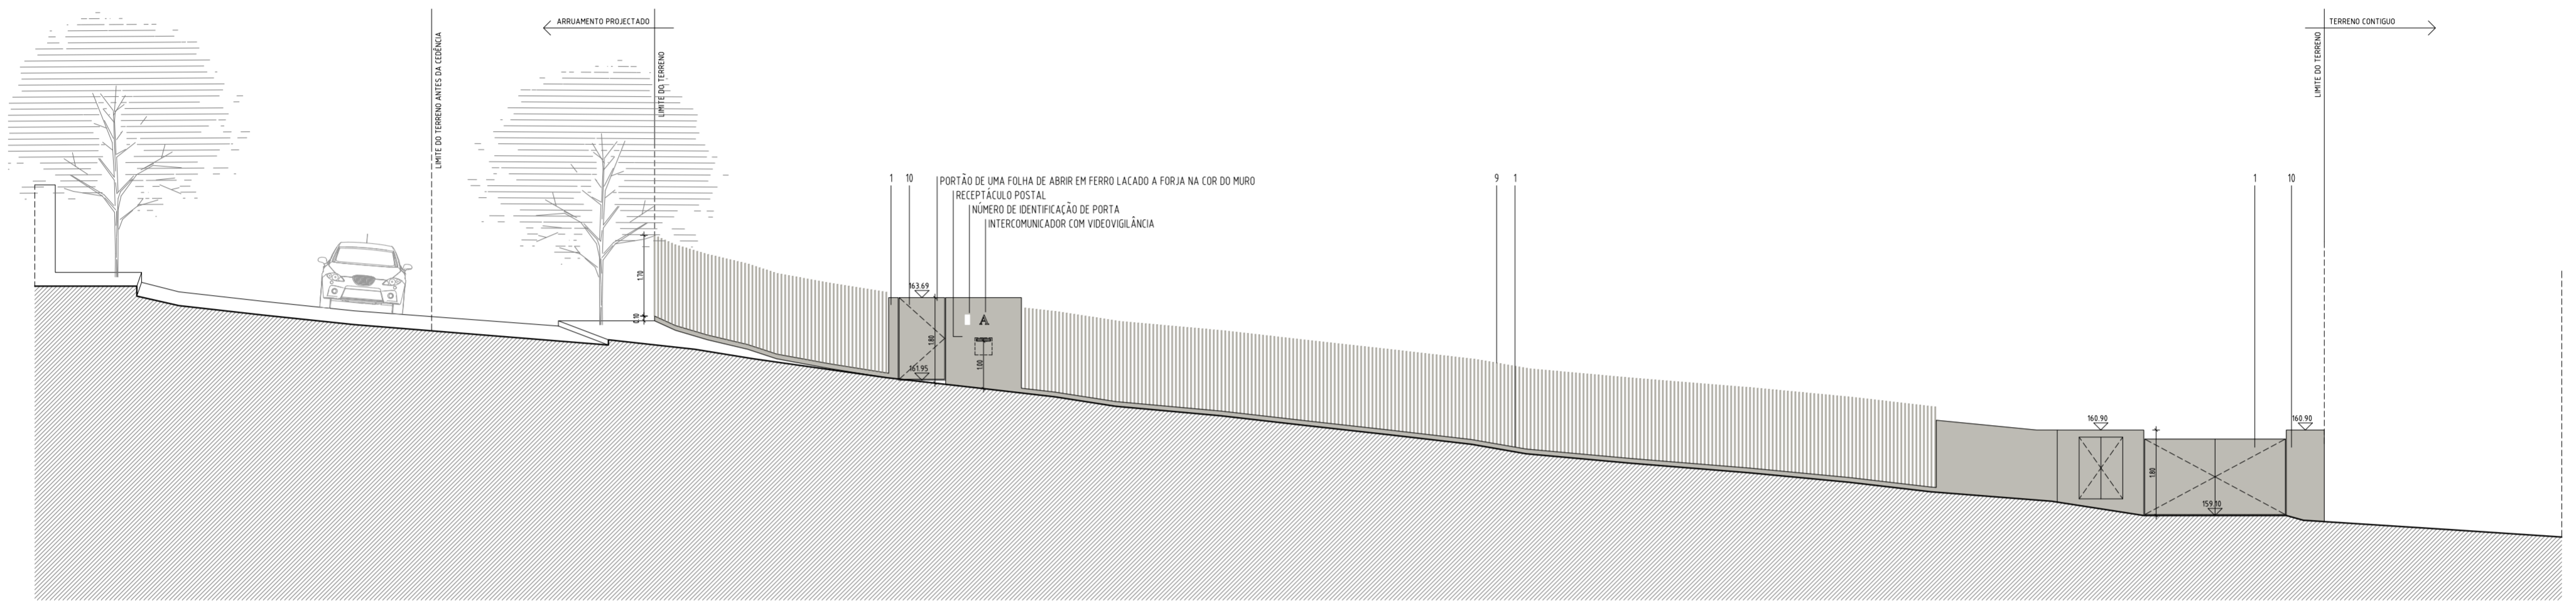 ARRUAMENTO PROJECTADO
TERRENO CONTIGUO
LIMITE DO TERRENO ANTES DA CEDÊNCIA
LIMITE DO TERRENO
LIMITE DO TERRENO
1 10
PORTÃO DE UMA FOLHA DE ABRIR EM FERRO LACADO A FORJA NA COR DO MURO
RECEPTÁCULO POSTAL
NÚMERO DE IDENTIFICAÇÃO DE PORTA
INTERCOMUNICADOR COM VIDEOVIGILÂNCIA
9 1
1 10
1.70
0.10
163.69
A
1.80
1.00
161.95
160.90
160.90
1.80
159.10